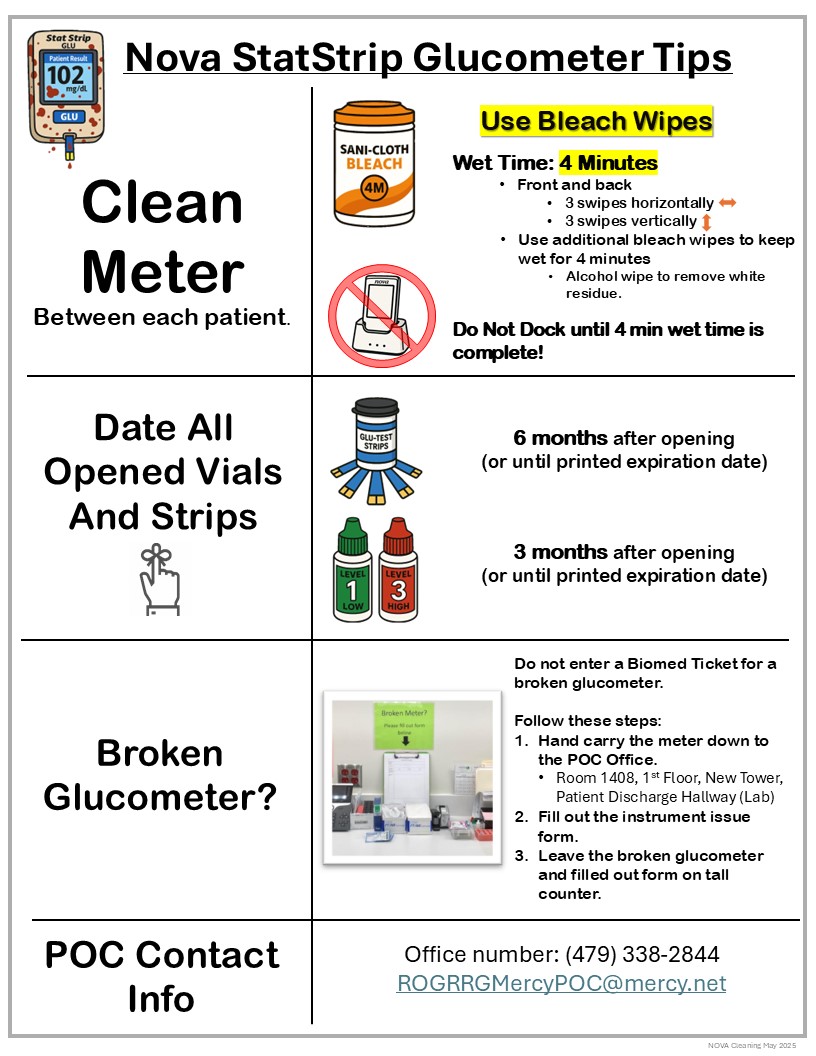 Nova StatStrip Glucometer Tips
Stat Strip
GLU
Patient Result
102
mg/dL
GLU
Clean
Meter
Between each patient.
SANI-CLOTH
BLEACH
4M
Use Bleach Wipes
Wet Time: 4 Minutes
• Front and back
• 3 swipes horizontally
• 3 swipes vertically
• Use additional bleach wipes to keep
wet for 4 minutes
• Alcohol wipe to remove white
residue.
nova
Do Not Dock until 4 min wet time is
complete!
Date All
Opened Vials
And Strips
GLU-TEST
STRIPS
6 months after opening
(or until printed expiration date)
LEVEL
1
LOW
LEVEL
3
HIGH
3 months after opening
(or until printed expiration date)
Broken
Glucometer?
Broken Meter?
Please fill out form
below
Do not enter a Biomed Ticket for a
broken glucometer.
Follow these steps:
1. Hand carry the meter down to
the POC Office.
• Room 1408, 1st Floor, New Tower,
Patient Discharge Hallway (Lab)
2. Fill out the instrument issue
form.
3. Leave the broken glucometer
and filled out form on tall
counter.
POC Contact
Info
Office number: (479) 338-2844
ROGRRGMercyPOC@mercy.net
NOVA Cleaning May 2025